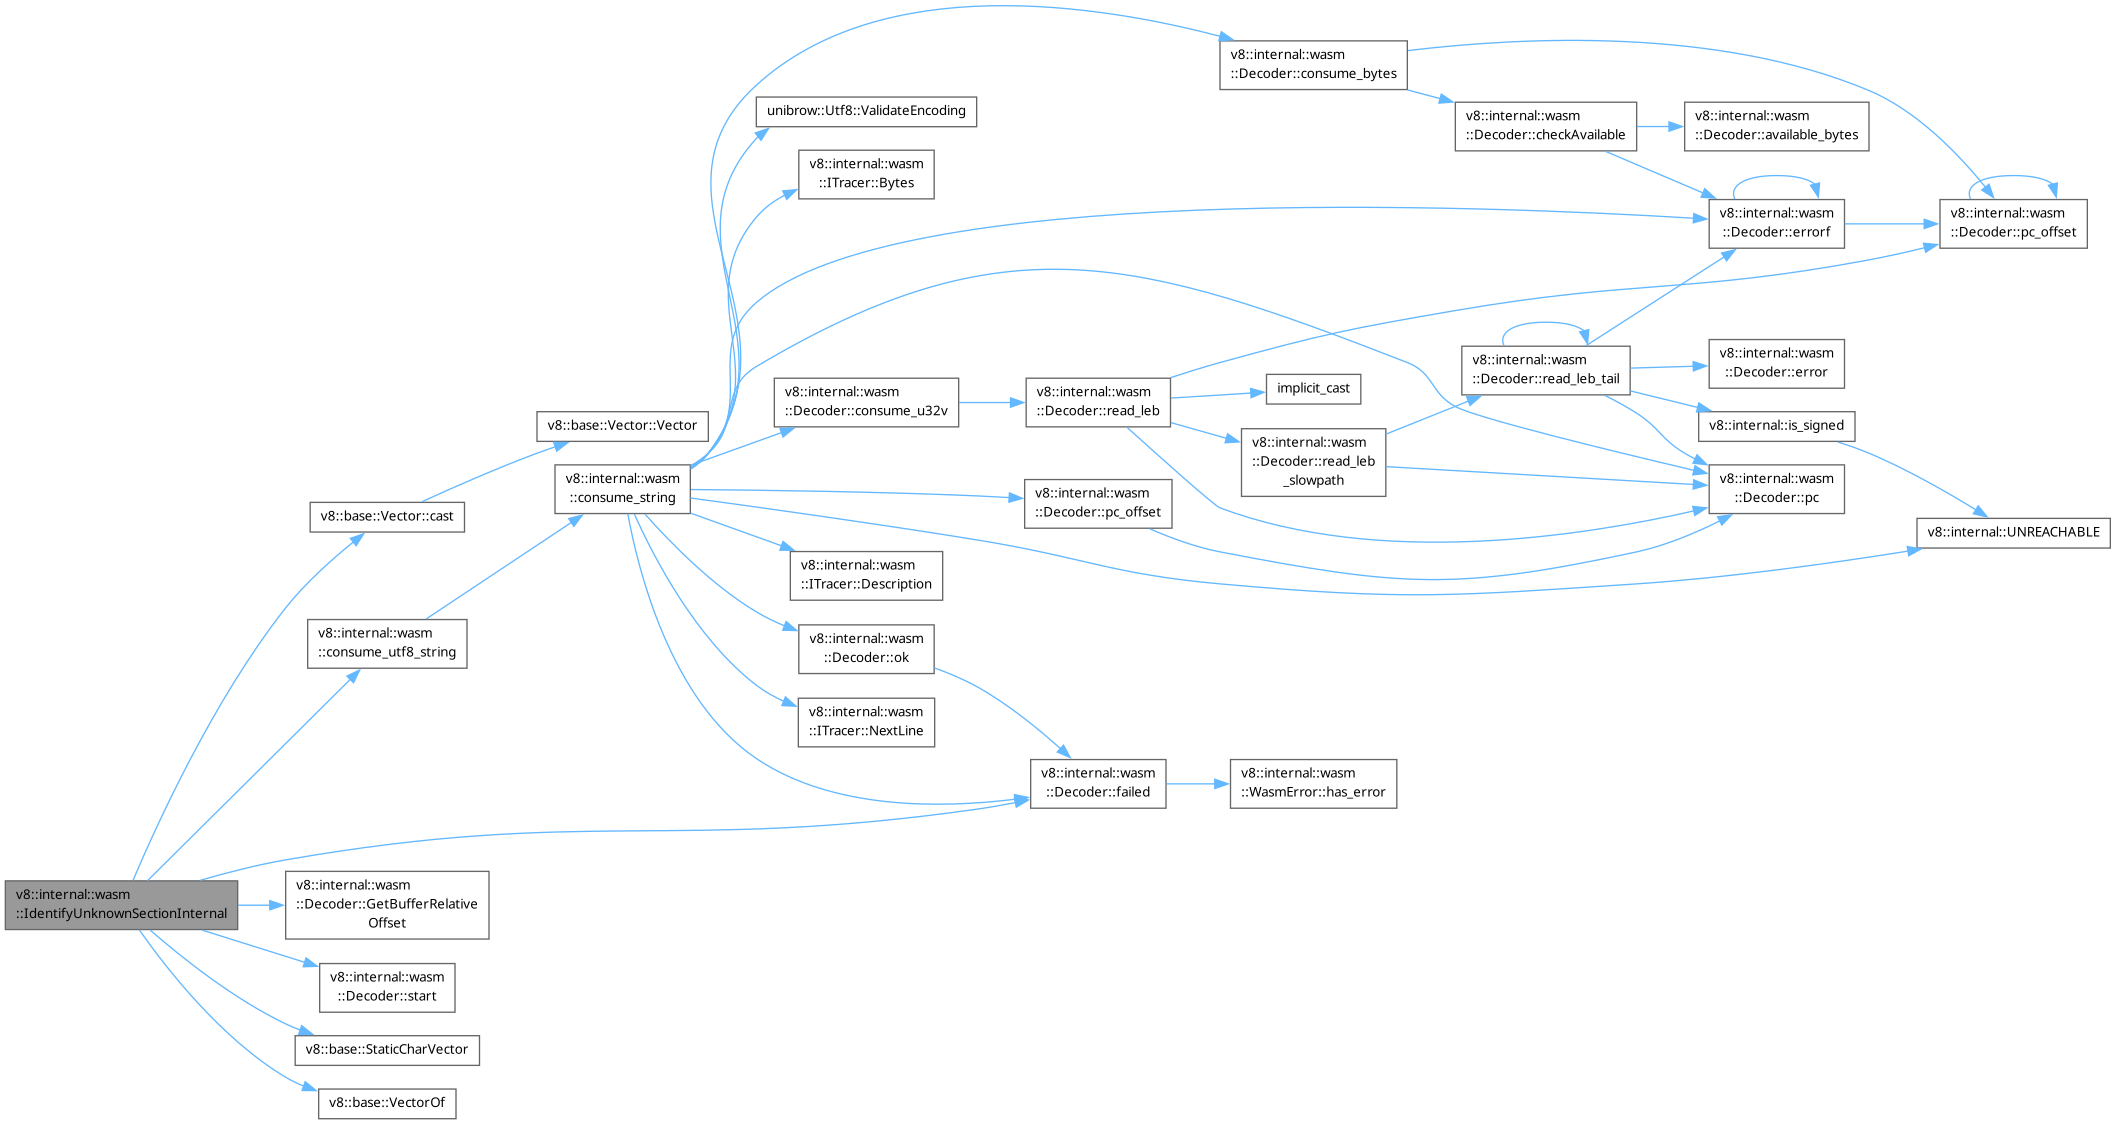 v8::internal::wasm
::IdentifyUnknownSectionInternal
v8::base::Vector::cast
v8::internal::wasm
::consume_utf8_string
v8::internal::wasm
::Decoder::GetBufferRelative
Offset
v8::internal::wasm
::Decoder::start
v8::base::StaticCharVector
v8::base::VectorOf
v8::base::Vector::Vector
v8::internal::wasm
::consume_string
unibrow::Utf8::ValidateEncoding
v8::internal::wasm
::ITracer::Bytes
v8::internal::wasm
::Decoder::consume_u32v
v8::internal::wasm
::ITracer::Description
v8::internal::wasm
::Decoder::ok
v8::internal::wasm
::ITracer::NextLine
v8::internal::wasm
::Decoder::read_leb
v8::internal::wasm
::Decoder::pc_offset
v8::internal::wasm
::Decoder::failed
v8::internal::wasm
::Decoder::consume_bytes
implicit_cast
v8::internal::wasm
::Decoder::read_leb
_slowpath
v8::internal::wasm
::WasmError::has_error
v8::internal::wasm
::Decoder::checkAvailable
v8::internal::wasm
::Decoder::read_leb_tail
v8::internal::wasm
::Decoder::available_bytes
v8::internal::wasm
::Decoder::errorf
v8::internal::wasm
::Decoder::error
v8::internal::is_signed
v8::internal::wasm
::Decoder::pc
v8::internal::wasm
::Decoder::pc_offset
v8::internal::UNREACHABLE